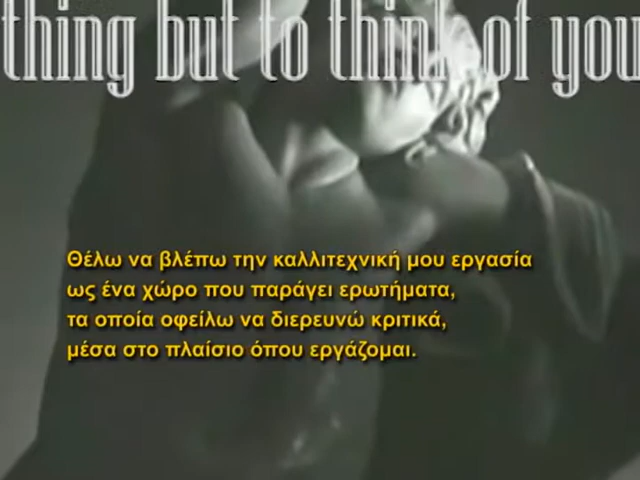 thing but to think of you
Θέλω να βλέπω την καλλιτεχνική μου εργασία
ως ένα χώρο που παράγει ερωτήματα,
τα οποία οφείλω να διερευνώ κριτικά,
μέσα στο πλαίσιο όπου εργάζομαι.